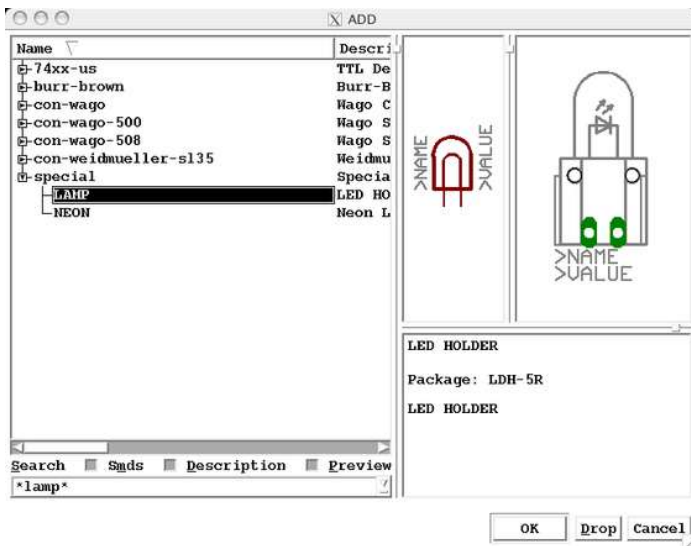 X ADD
Name Descri
74xx-us TTL De
burr-brown Burr-B
con-wago Wago C
con-wago-500 Wago S
con-wago-508 Wago S
con-weidmueller-sl35 Weidmu
special Specia
LAMP LED HO
NEON Neon L
>NAME
>VALUE
>NAME
>VALUE
LED HOLDER
Package: LDH-5R
LED HOLDER
Search Smds Description Preview
*lamp*
OK Drop Cancel